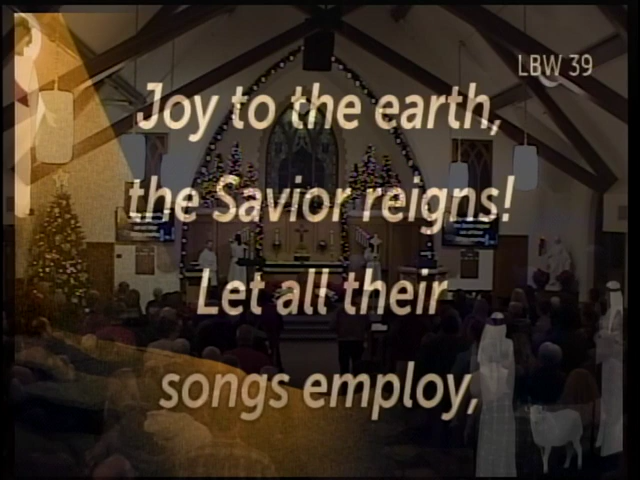 LBW 39
Joy to the earth,
the Savior reigns!
Let all their
songs employ,